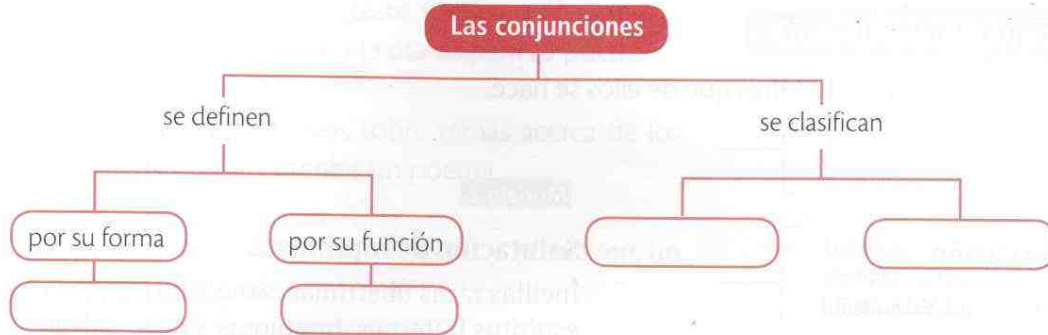 Las conjunciones
se definen
se clasifican
por su forma
por su función